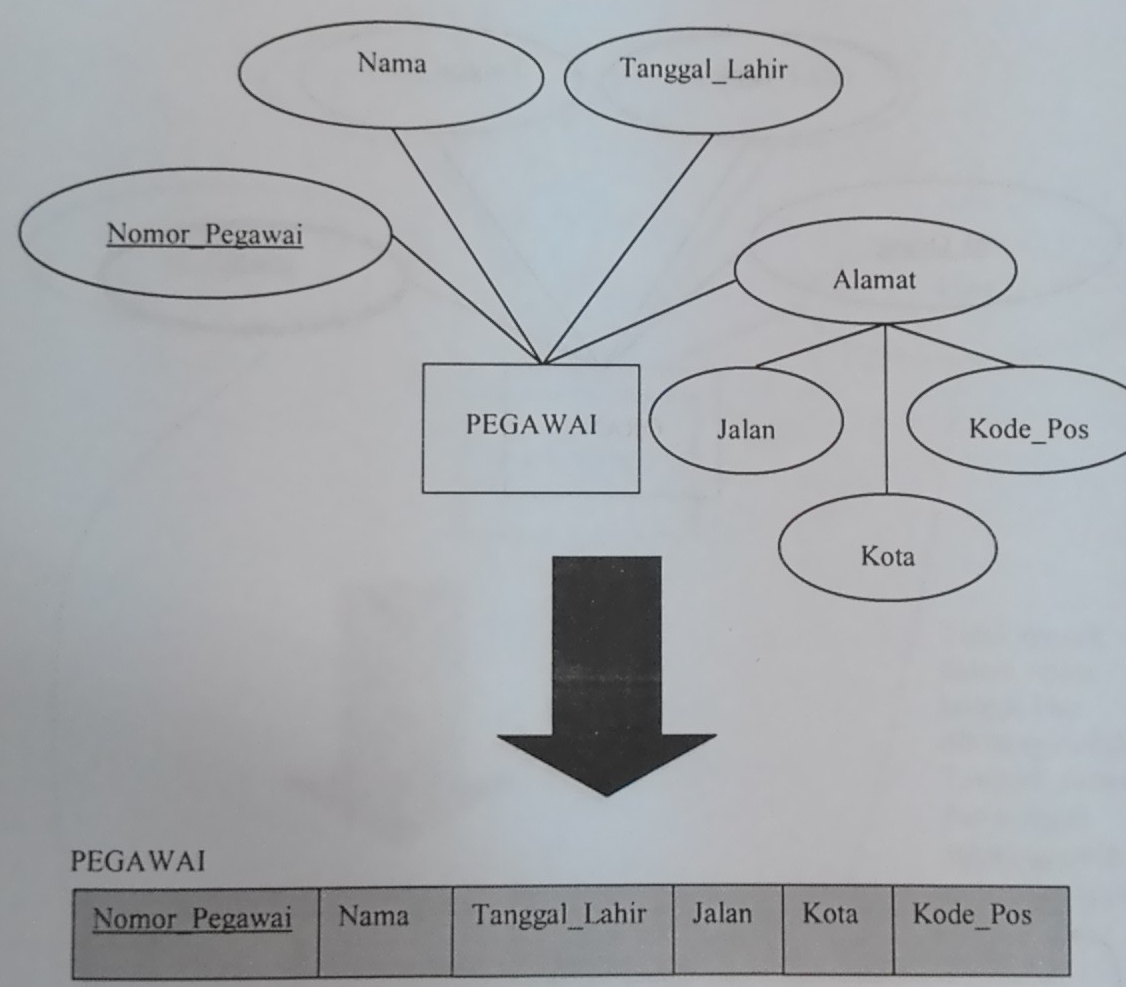 Nama
Tanggal_Lahir
Nomor_Pegawai
Alamat
PEGAWAI
Jalan
Kode_Pos
Kota
PEGAWAI
Nomor_Pegawai Nama Tanggal_Lahir Jalan Kota Kode_Pos